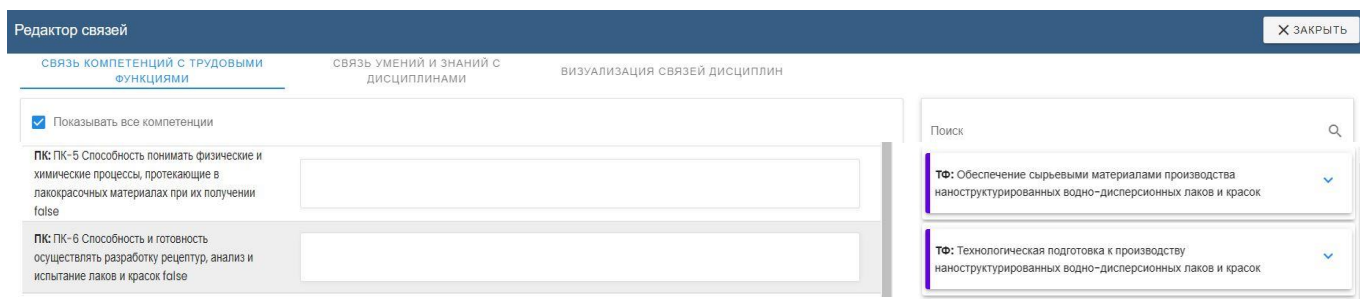 Редактор связей
ЗАКРЫТЬ
СВЯЗЬ КОМПЕТЕНЦИЙ С ТРУДОВЫМИ
ФУНКЦИЯМИ
СВЯЗЬ УМЕНИЙ И ЗНАНИЙ С
ДИСЦИПЛИНАМИ
ВИЗУАЛИЗАЦИЯ СВЯЗЕЙ ДИСЦИПЛИН
Показывать все компетенции
ПК: ПК-5 Способность понимать физические и
химические процессы, протекающие в
лакокрасочных материалах при их получении
false
ПК: ПК-6 Способность и готовность
осуществлять разработку рецептур, анализ и
испытание лаков и красок false
Поиск
ТФ: Обеспечение сырьевыми материалами производства
наноструктурированных водно-дисперсионных лаков и красок
ТФ: Технологическая подготовка к производству
наноструктурированных водно-дисперсионных лаков и красок